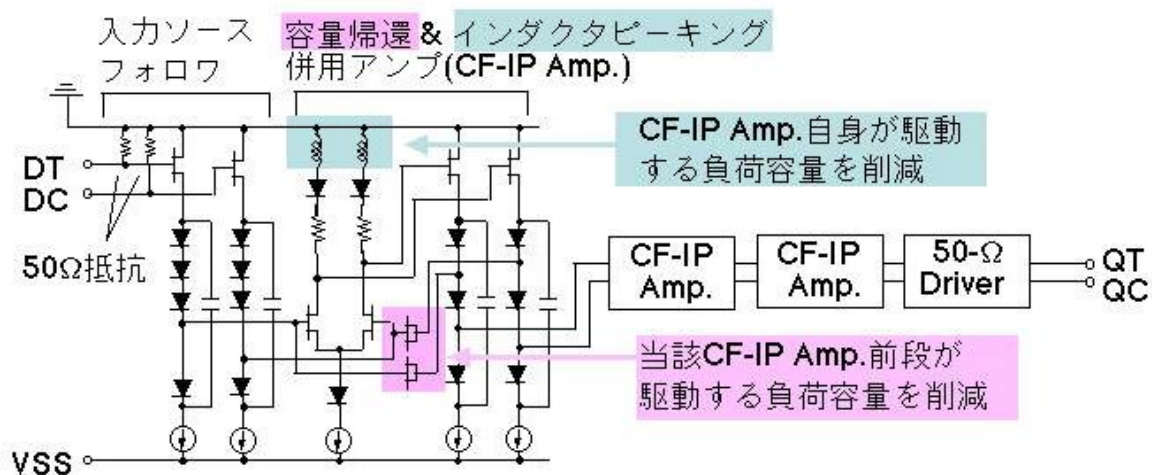 入力ソース
フォロワ
容量帰還 & インダクタピーキング
併用アンプ(CF-IP Amp.)
CF-IP Amp.自身が駆動
する負荷容量を削減
DT
DC
50Ω抵抗
CF-IP
Amp.
CF-IP
Amp.
50-Ω
Driver
QT
QC
当該CF-IP Amp.前段が
駆動する負荷容量を削減
VSS